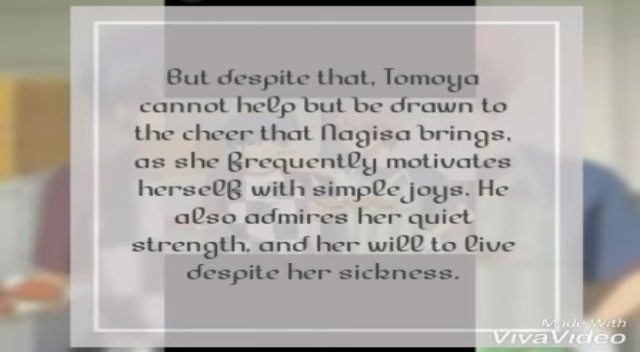 But despite that, Tomoya
cannot help but be drawn to
the cheer that Nagisa brings,
as she frequently motivates
herself with simple joys. He
also admires her quiet
strength, and her will to live
despite her sickness.
Made With
VivaVideo